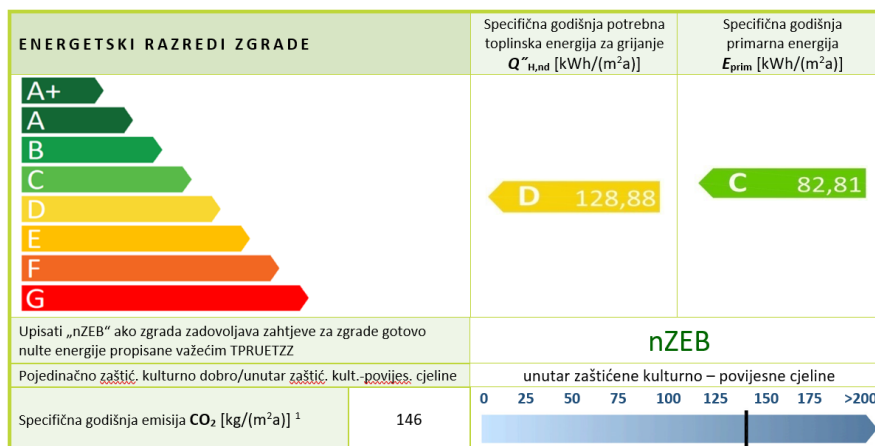 ENERGETSKI RAZREDI ZGRADE
Specifična godišnja potrebna
toplinska energija za grijanje
Q˝H,nd [kWh/(m²a)]
Specifična godišnja
primarna energija
Eprim [kWh/(m²a)]
A+
A
B
C
D
E
F
G
D 128,88
C 82,81
Upisati „nZEB“ ako zgrada zadovoljava zahtjeve za zgrade gotovo
nulte energije propisane važećim TPRUETZZ
nZEB
Pojedinačno zaštić. kulturno dobro/unutar zaštić. kult.-povijes. cjeline
unutar zaštićene kulturno – povijesne cjeline
Specifična godišnja emisija CO₂ [kg/(m²a)] ¹
146
0 25 50 75 100 125 150 175 >200